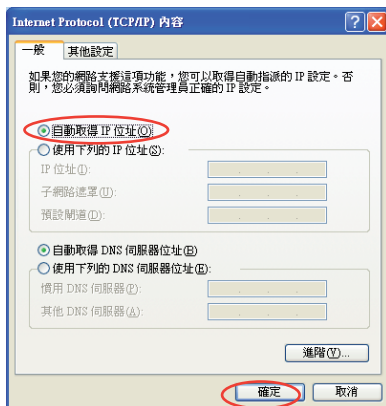 Internet Protocol (TCP/IP) 內容
一般 其他設定
如果您的網路支援這項功能，您可以取得自動指派的 IP 設定。否
則，您必須詢問網路系統管理員正確的 IP 設定。
自動取得 IP 位址(O)
使用下列的 IP 位址(S):
IP 位址(I):
子網路遮罩(U):
預設閘道(D):
自動取得 DNS 伺服器位址(B)
使用下列的 DNS 伺服器位址(E):
慣用 DNS 伺服器(P):
其他 DNS 伺服器(A):
進階(V)...
確定 取消